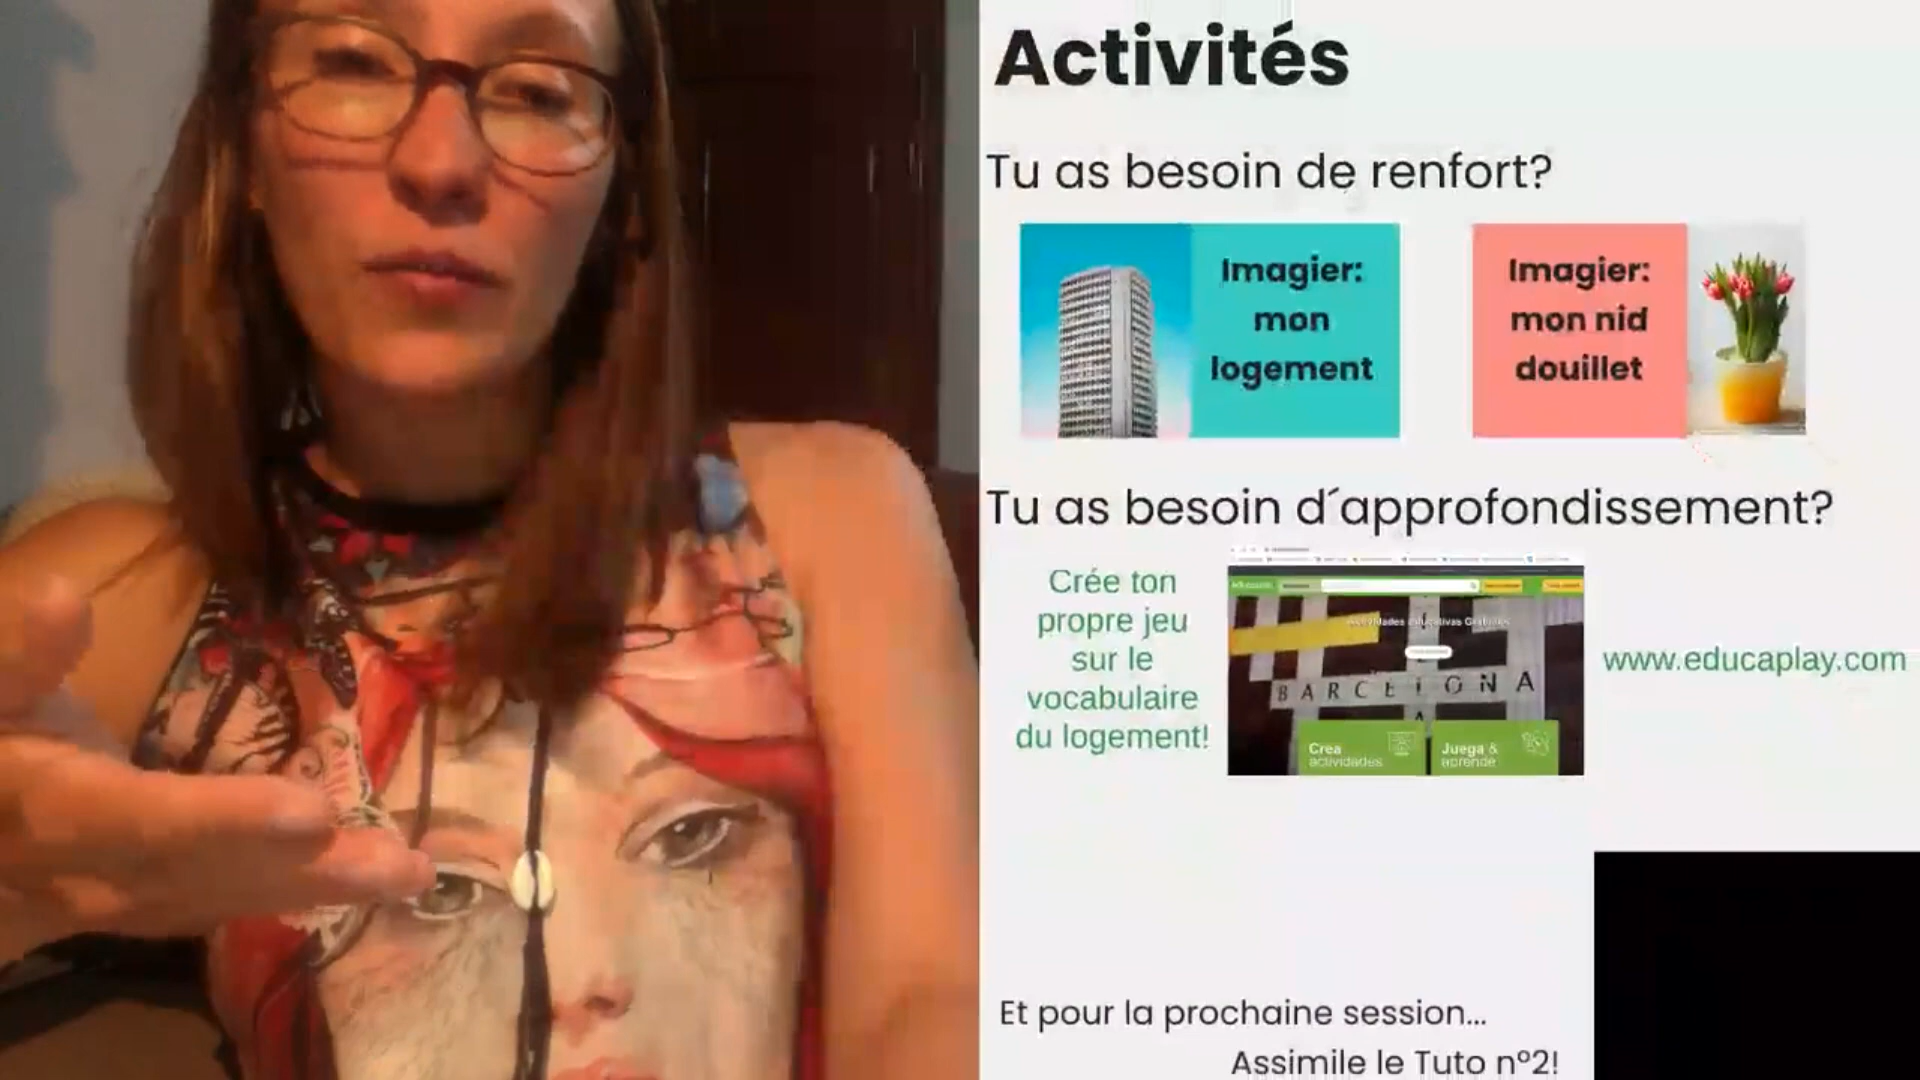 Activités
Tu as besoin de renfort?
Imagier:
mon
logement
Imagier:
mon nid
douillet
Tu as besoin d´approfondissement?
Crée ton
propre jeu
sur le
vocabulaire
du logement!
BARCELONA
Crea
actividades
Juega &
aprende
www.educaplay.com
Et pour la prochaine session...
Assimile le Tuto nº2!